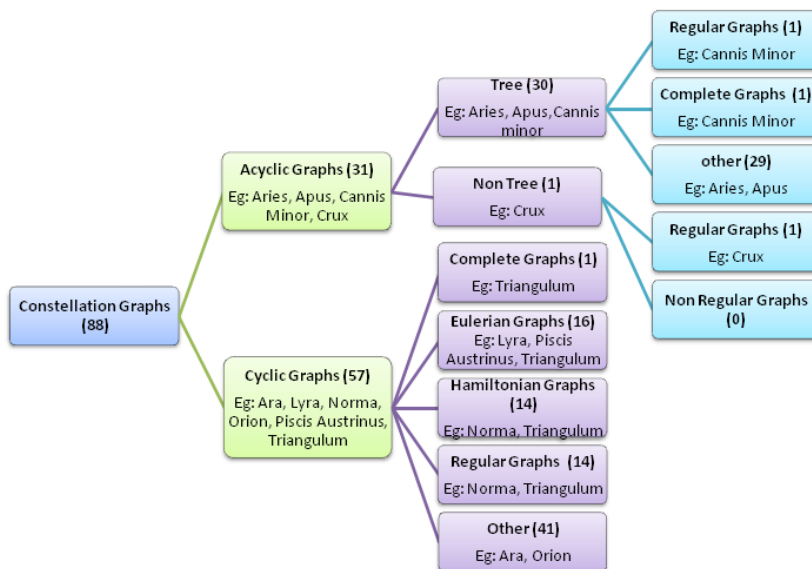 Constellation Graphs
(88)
Acyclic Graphs (31)
Eg: Aries, Apus, Cannis
Minor, Crux
Cyclic Graphs (57)
Eg: Ara, Lyra, Norma,
Orion, Piscis Austrinus,
Triangulum
Tree (30)
Eg: Aries, Apus,Cannis
minor
Non Tree (1)
Eg: Crux
Complete Graphs (1)
Eg: Triangulum
Eulerian Graphs (16)
Eg: Lyra, Piscis
Austrinus, Triangulum
Hamiltonian Graphs
(14)
Eg: Norma, Triangulum
Regular Graphs (14)
Eg: Norma, Triangulum
Other (41)
Eg: Ara, Orion
Regular Graphs (1)
Eg: Cannis Minor
Complete Graphs (1)
Eg: Cannis Minor
other (29)
Eg: Aries, Apus
Regular Graphs (1)
Eg: Crux
Non Regular Graphs
(0)